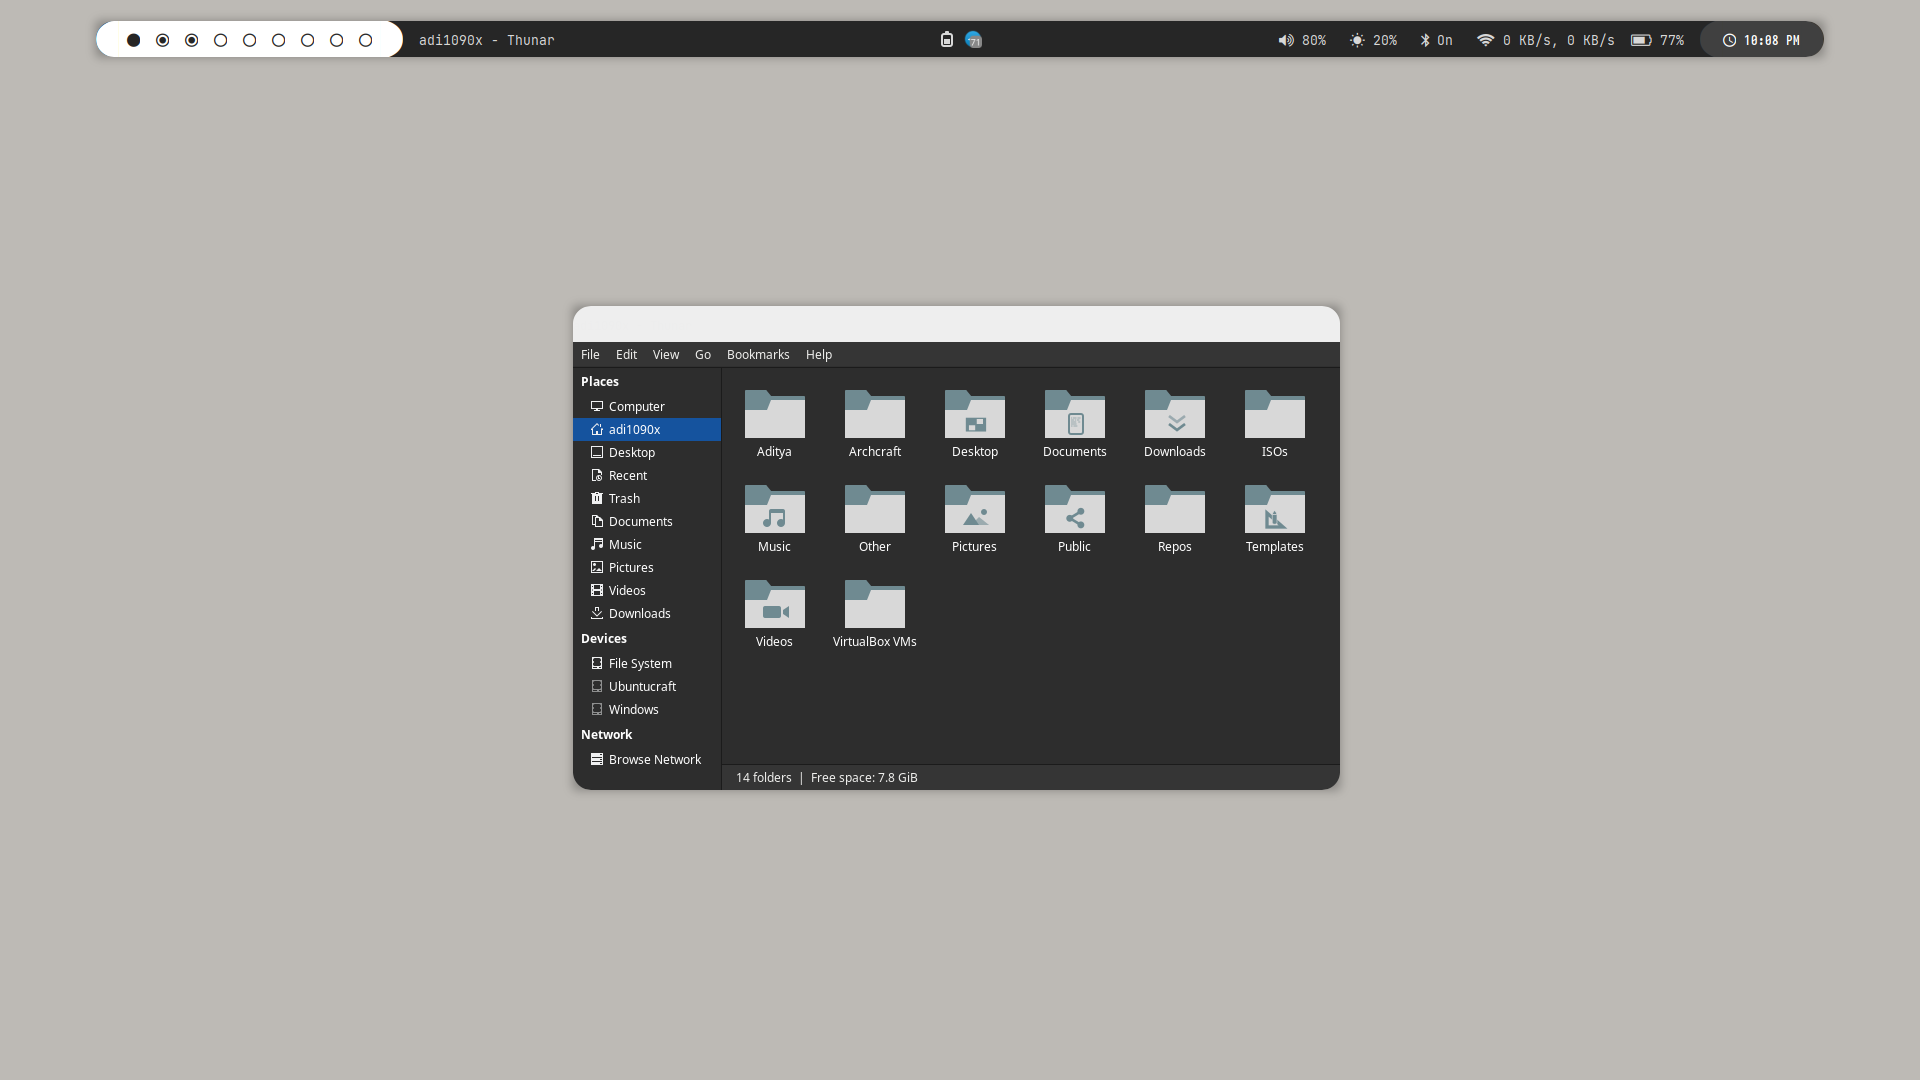 adi1090x - Thunar
71
80% 20% On 0 KB/s, 0 KB/s 77% 10:08 PM
File Edit View Go Bookmarks Help
Places
Computer
adi1090x
Desktop
Recent
Trash
Documents
Music
Pictures
Videos
Downloads
Devices
File System
Ubuntucraft
Windows
Network
Browse Network
Aditya Archcraft Desktop Documents Downloads ISOs
Music Other Pictures Public Repos Templates
Videos VirtualBox VMs
14 folders | Free space: 7.8 GiB